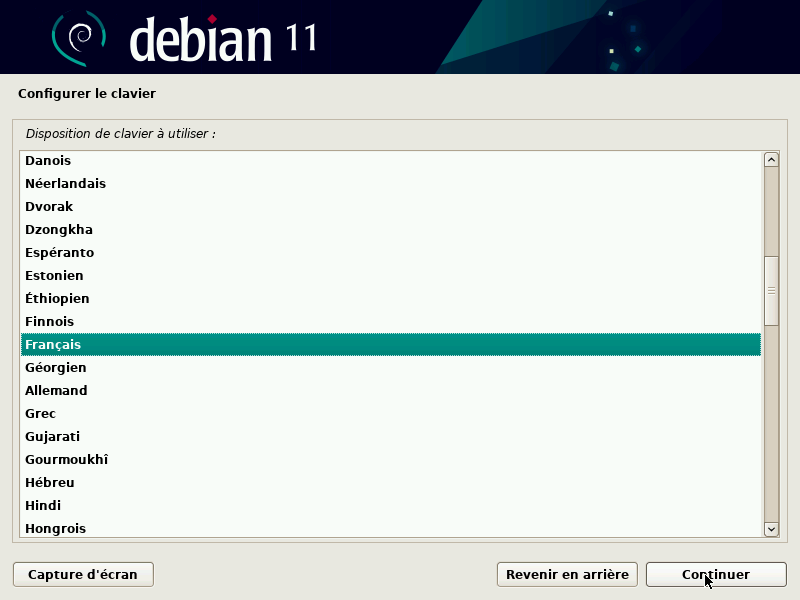 debian 11
Configurer le clavier
Disposition de clavier à utiliser :
Danois
Néerlandais
Dvorak
Dzongkha
Espéranto
Estonien
Éthiopien
Finnois
Français
Géorgien
Allemand
Grec
Gujarati
Gourmoukhî
Hébreu
Hindi
Hongrois
Capture d'écran
Revenir en arrière
Continuer